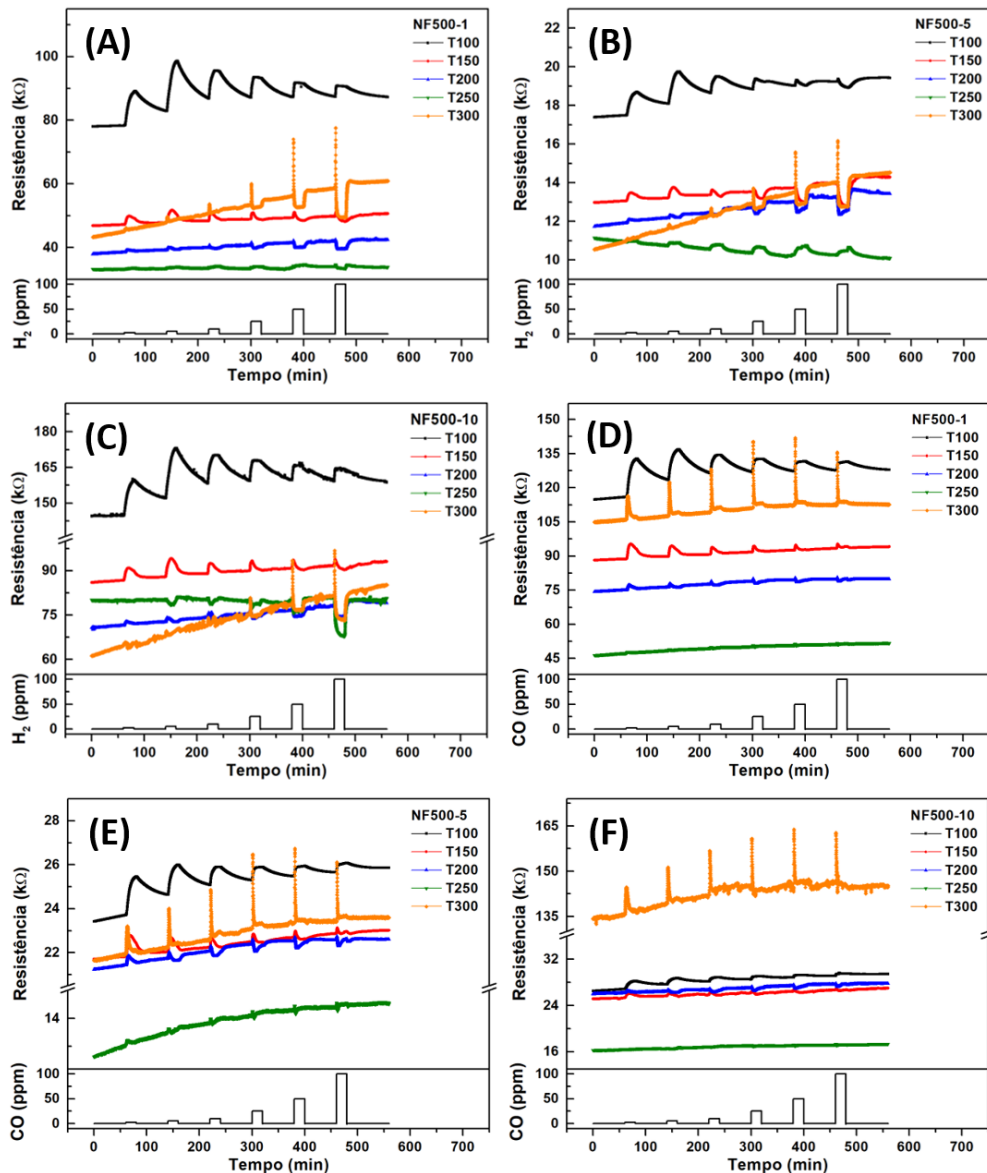 (A)
NF500-1
T100
T150
T200
T250
T300
Resistência (kΩ)
100
80
60
40
H2 (ppm)
100
50
0
0 100 200 300 400 500 600 700
Tempo (min)
(B)
NF500-5
T100
T150
T200
T250
T300
Resistência (kΩ)
22
20
18
16
14
12
10
H2 (ppm)
100
50
0
0 100 200 300 400 500 600 700
Tempo (min)
(C)
NF500-10
T100
T150
T200
T250
T300
Resistência (kΩ)
180
165
150
Resistência (kΩ)
90
75
60
H2 (ppm)
100
50
0
0 100 200 300 400 500 600 700
Tempo (min)
(D)
NF500-1
T100
T150
T200
T250
T300
Resistência (kΩ)
150
135
120
105
90
75
45
CO (ppm)
100
50
0
0 100 200 300 400 500 600 700
Tempo (min)
(E)
NF500-5
T100
T150
T200
T250
T300
Resistência (kΩ)
28
26
24
22
14
CO (ppm)
100
50
0
0 100 200 300 400 500 600 700
Tempo (min)
(F)
NF500-10
T100
T150
T200
T250
T300
Resistência (kΩ)
165
150
135
Resistência (kΩ)
32
24
16
CO (ppm)
100
50
0
0 100 200 300 400 500 600 700
Tempo (min)